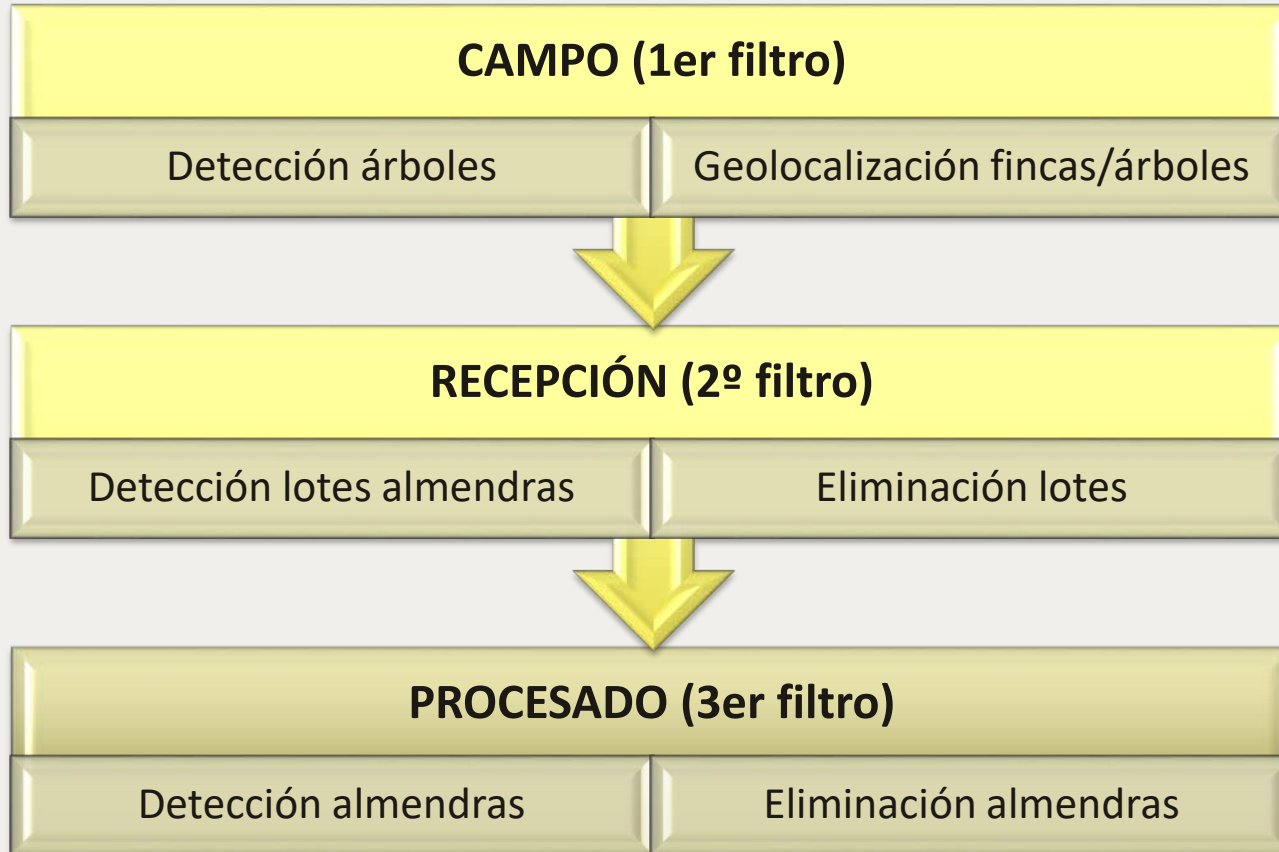 CAMPO (1er filtro)
Detección árboles
Geolocalización fincas/árboles
RECEPCIÓN (2º filtro)
Detección lotes almendras
Eliminación lotes
PROCESADO (3er filtro)
Detección almendras
Eliminación almendras